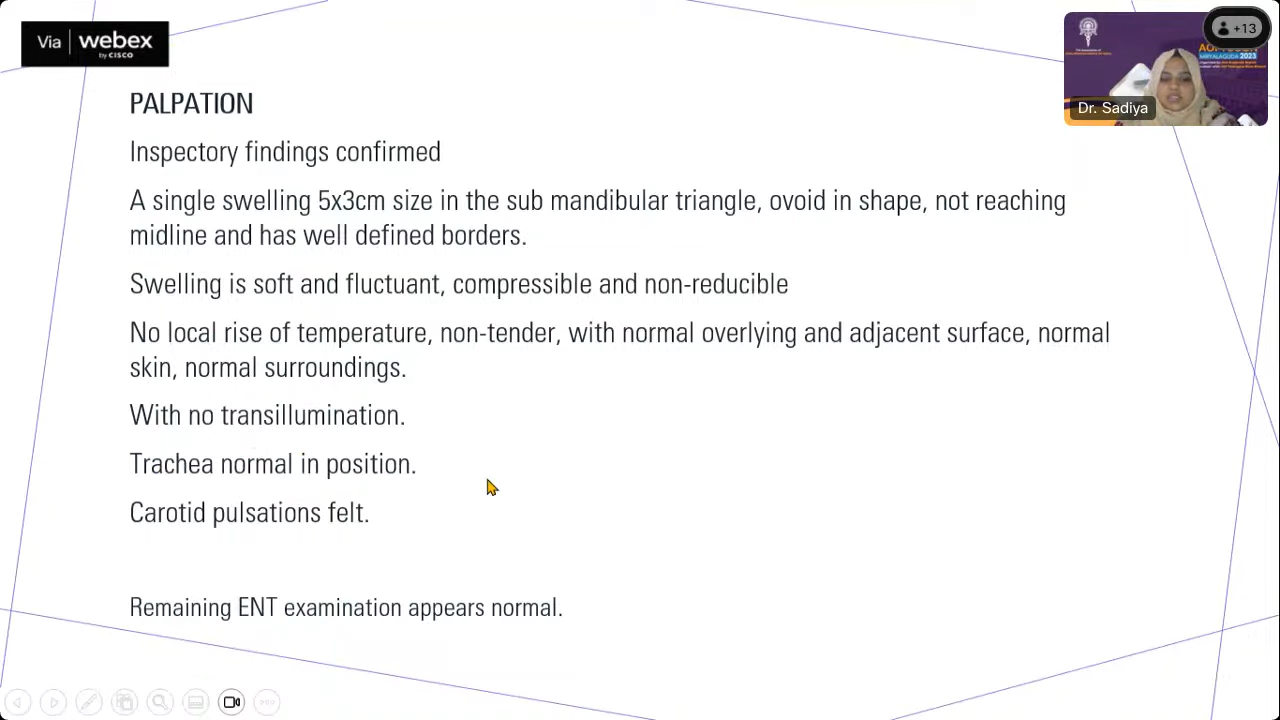 Via webex
by CISCO
+13
2023
Dr. Sadiya
PALPATION
Inspectory findings confirmed
A single swelling 5x3cm size in the sub mandibular triangle, ovoid in shape, not reaching
midline and has well defined borders.
Swelling is soft and fluctuant, compressible and non-reducible
No local rise of temperature, non-tender, with normal overlying and adjacent surface, normal
skin, normal surroundings.
With no transillumination.
Trachea normal in position.
Carotid pulsations felt.
Remaining ENT examination appears normal.